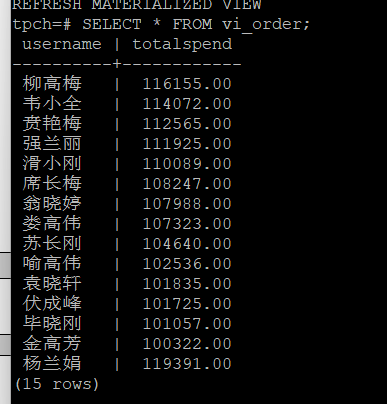 REFRESH MATERIALIZED VIEW
tpch=# SELECT * FROM vi_order;
 username | totalspend
----------+------------
 柳高梅   |  116155.00
 韦小全   |  114072.00
 贲艳梅   |  112565.00
 强兰丽   |  111925.00
 滑小刚   |  110089.00
 席长梅   |  108247.00
 翁晓婷   |  107988.00
 娄高伟   |  107323.00
 苏长刚   |  104640.00
 喻高伟   |  102536.00
 袁晓轩   |  101835.00
 伏成峰   |  101725.00
 毕晓刚   |  101057.00
 金高芳   |  100322.00
 杨兰娟   |  119391.00
(15 rows)